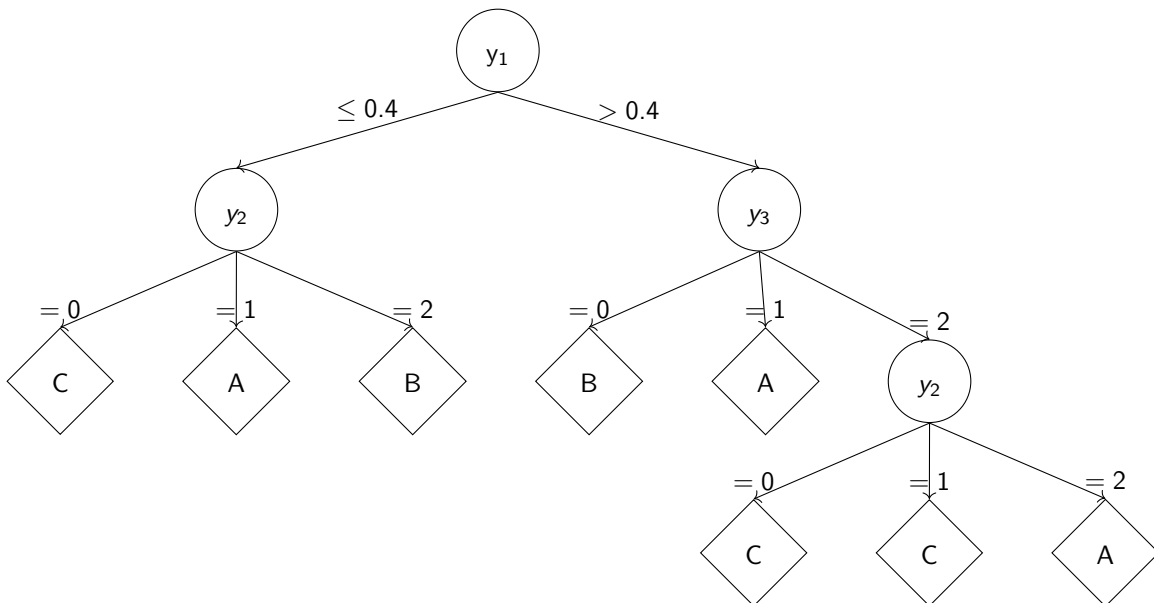 y₁
≤ 0.4
> 0.4
y₂
y₃
= 0
= 1
= 2
= 0
= 1
= 2
C
A
B
B
A
y₂
= 0
= 1
= 2
C
C
A